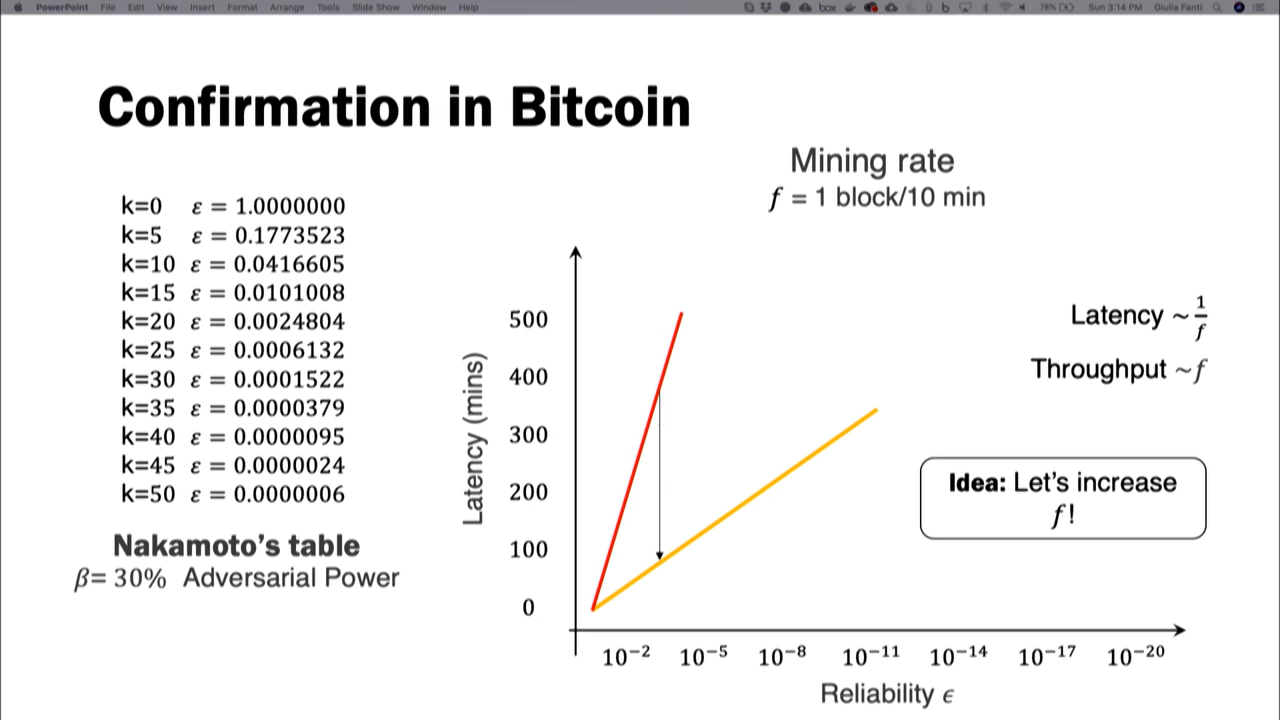 PowerPoint File Edit View Insert Format Arrange Tools Slide Show Window Help box 78% Sun 3:14 PM Giulia Fanti
Confirmation in Bitcoin
Mining rate
f = 1 block/10 min
k=0 ε = 1.0000000
k=5 ε = 0.1773523
k=10 ε = 0.0416605
k=15 ε = 0.0101008
k=20 ε = 0.0024804
k=25 ε = 0.0006132
k=30 ε = 0.0001522
k=35 ε = 0.0000379
k=40 ε = 0.0000095
k=45 ε = 0.0000024
k=50 ε = 0.0000006
Nakamoto's table
β= 30% Adversarial Power
Latency (mins)
500
400
300
200
100
0
10⁻² 10⁻⁵ 10⁻⁸ 10⁻¹¹ 10⁻¹⁴ 10⁻¹⁷ 10⁻²⁰
Reliability ϵ
Latency ~ 1/f
Throughput ~f
Idea: Let's increase
f!